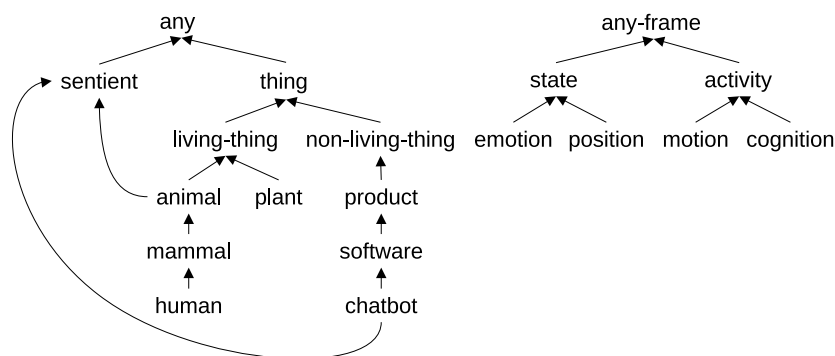 any any-frame
sentient thing state activity
living-thing non-living-thing emotion position motion cognition
animal plant product
mammal software
human chatbot